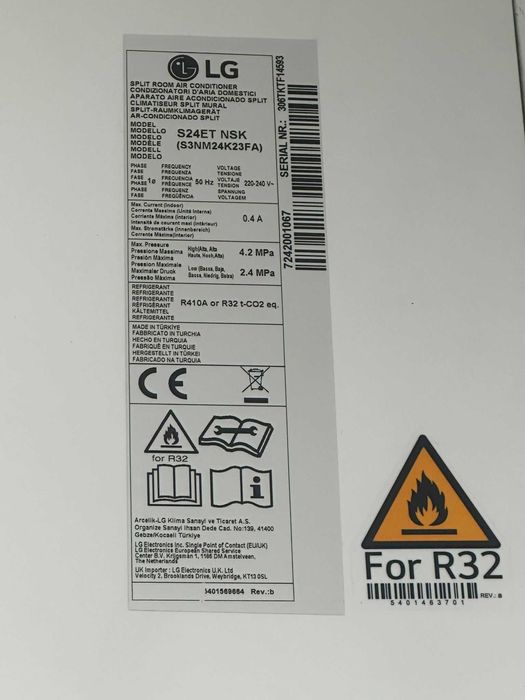 LG
SPLIT ROOM AIR CONDITIONER
CONDIZIONATORI D'ARIA DOMESTICI
APARATO AIRE ACONDICIONADO SPLIT
CLIMATISEUR SPLIT MURAL
SPLIT-RAUMKLIMAGERÄT
AR-CONDICIONADO SPLIT
MODEL
MODELLO
MODELO
MODÈLE
MODELL
MODELO
S24ET NSK
(S3NM24K23FA)
PHASE FREQUENCY VOLTAGE
FASE FREQUENZA TENSIONE
FASE FRECUENCIA VOLTAJE
PHASE 1ø FRÉQUENCE 50 Hz TENSION 220-240 V~
PHASE FREQUENZ SPANNUNG
FASE FREQUÊNCIA VOLTAGEM
Max. Current (Indoor)
Corrente Massima (Unità Interna)
Corriente Máxima (interior)
Intensité de courant maxi (intérieur)
Max. Stromstärke (Innenbereich)
Corrente Máxima(interior)
0.4 A
Max. Pressure
Pressione Massima
Presión Máxima
Pression Maximale
Maximaler Druck
Pressão Máxima
High(Alta, Alta
Haute, Hoch,Alta)
4.2 MPa
Low (Bassa, Baja,
Basse, Niedrig, Baixa)
2.4 MPa
REFRIGERANT
REFRIGERANTE
REFRIGERANTE
RÉFRIGÉRANT
KÄLTEMITTEL
REFRIGERANTE
R410A or R32 t-CO2 eq.
MADE IN TÜRKİYE
FABBRICATO IN TURCHIA
HECHO EN TURQUIA
FABRIQUÉ EN TURQUIE
HERGESTELLT IN TÜRKEI
FABRICADO NA TURQUIA
CE
for R32
Arcelik-LG Klima Sanayi ve Ticaret A.S.
Organize Sanayi Ihsan Dede Cad. No:139, 41400
Gebze/Kocaeli Türkiye
LG Electronics Inc. Single Point of Contact (EU/UK)
LG Electronics European Shared Service
Center B.V. Krijgsman 1, 1186 DM Amstelveen,
The Netherlands
UK Importer : LG Electronics U.K. Ltd
Velocity 2, Brooklands Drive, Weybridge, KT13 0SL
5401569664 Rev.:b
SERIAL NR.: 306TKTF14593
7242001067
For R32
5401463701
REV.: B